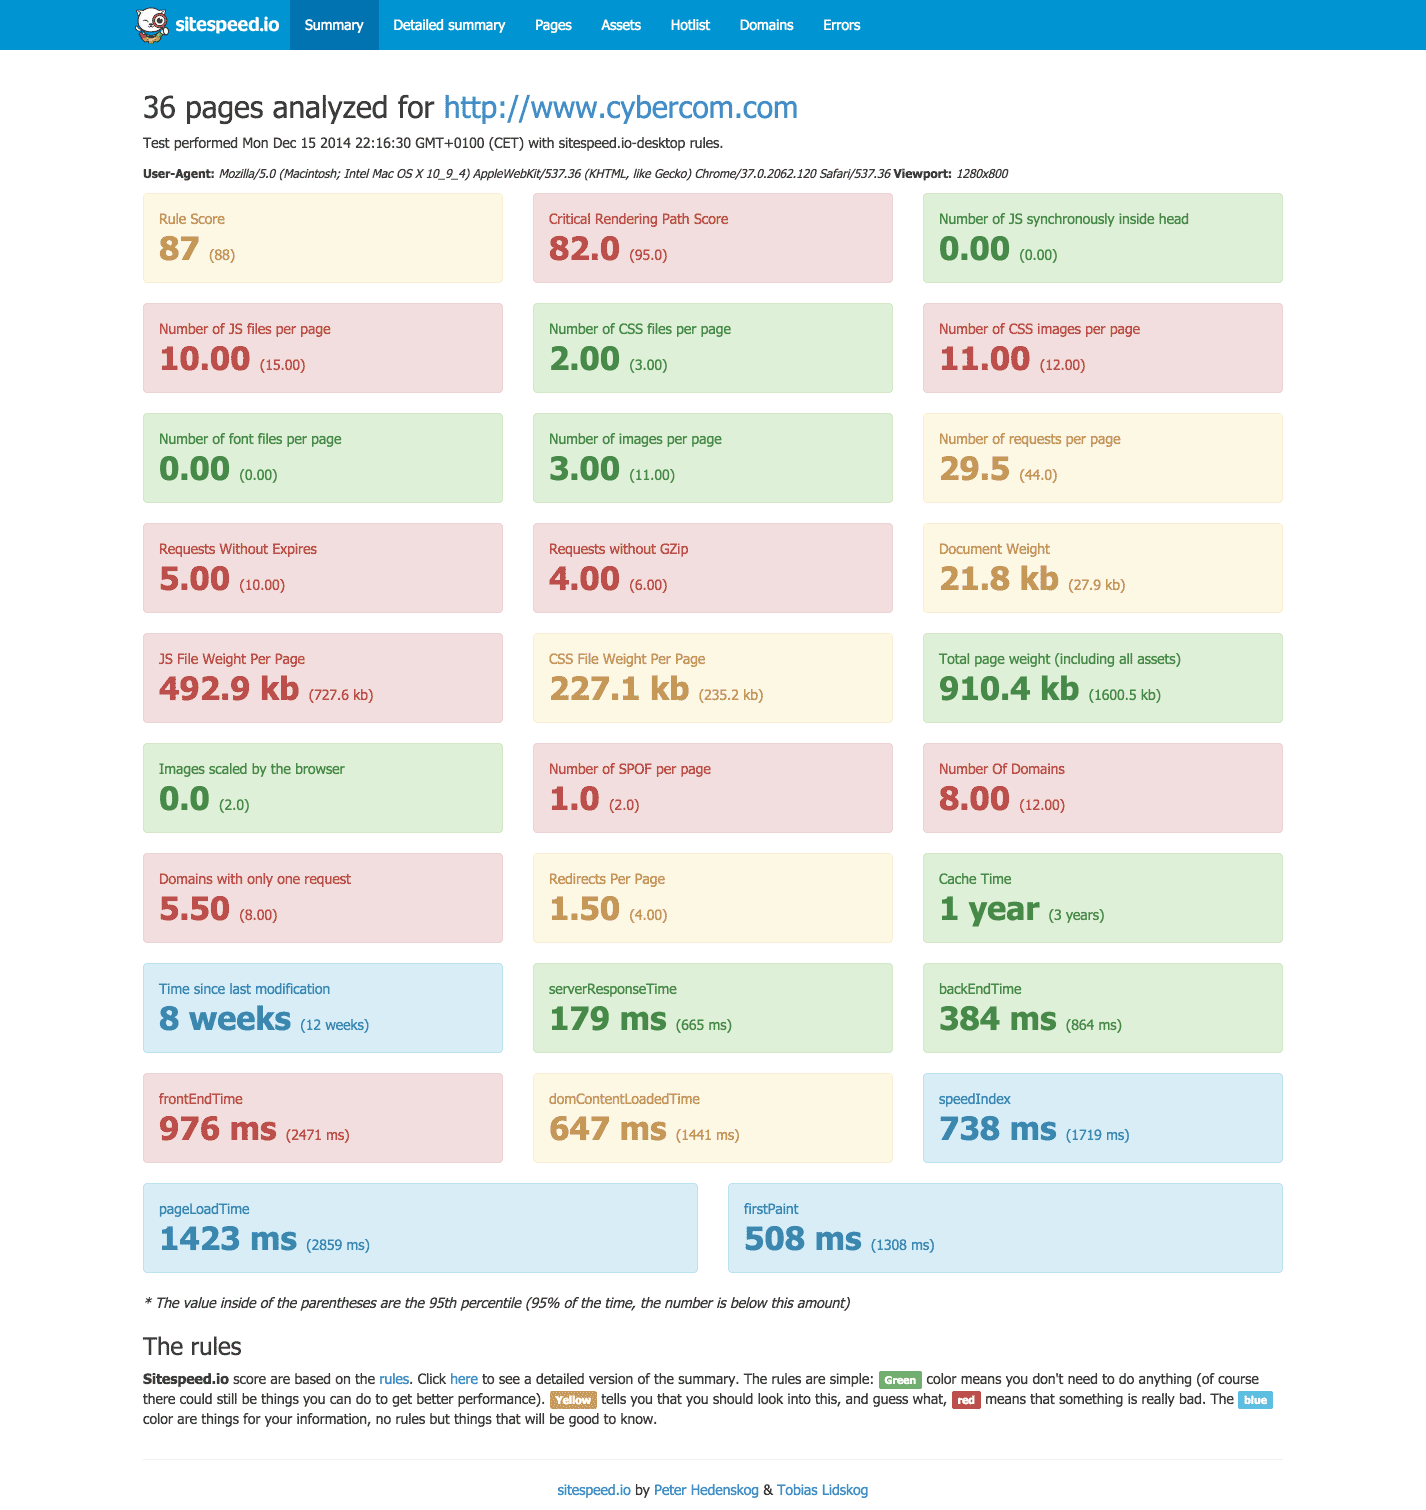 sitespeed.io Summary Detailed summary Pages Assets Hotlist Domains Errors
36 pages analyzed for http://www.cybercom.com
Test performed Mon Dec 15 2014 22:16:30 GMT+0100 (CET) with sitespeed.io-desktop rules.
User-Agent: Mozilla/5.0 (Macintosh; Intel Mac OS X 10_9_4) AppleWebKit/537.36 (KHTML, like Gecko) Chrome/37.0.2062.120 Safari/537.36 Viewport: 1280x800
Rule Score
87 (88)
Critical Rendering Path Score
82.0 (95.0)
Number of JS synchronously inside head
0.00 (0.00)
Number of JS files per page
10.00 (15.00)
Number of CSS files per page
2.00 (3.00)
Number of CSS images per page
11.00 (12.00)
Number of font files per page
0.00 (0.00)
Number of images per page
3.00 (11.00)
Number of requests per page
29.5 (44.0)
Requests Without Expires
5.00 (10.00)
Requests without GZip
4.00 (6.00)
Document Weight
21.8 kb (27.9 kb)
JS File Weight Per Page
492.9 kb (727.6 kb)
CSS File Weight Per Page
227.1 kb (235.2 kb)
Total page weight (including all assets)
910.4 kb (1600.5 kb)
Images scaled by the browser
0.0 (2.0)
Number of SPOF per page
1.0 (2.0)
Number Of Domains
8.00 (12.00)
Domains with only one request
5.50 (8.00)
Redirects Per Page
1.50 (4.00)
Cache Time
1 year (3 years)
Time since last modification
8 weeks (12 weeks)
serverResponseTime
179 ms (665 ms)
backEndTime
384 ms (864 ms)
frontEndTime
976 ms (2471 ms)
domContentLoadedTime
647 ms (1441 ms)
speedIndex
738 ms (1719 ms)
pageLoadTime
1423 ms (2859 ms)
firstPaint
508 ms (1308 ms)
* The value inside of the parentheses are the 95th percentile (95% of the time, the number is below this amount)
The rules
Sitespeed.io score are based on the rules. Click here to see a detailed version of the summary. The rules are simple: Green color means you don't need to do anything (of course
there could still be things you can do to get better performance). Yellow tells you that you should look into this, and guess what, red means that something is really bad. The blue
color are things for your information, no rules but things that will be good to know.
sitespeed.io by Peter Hedenskog & Tobias Lidskog